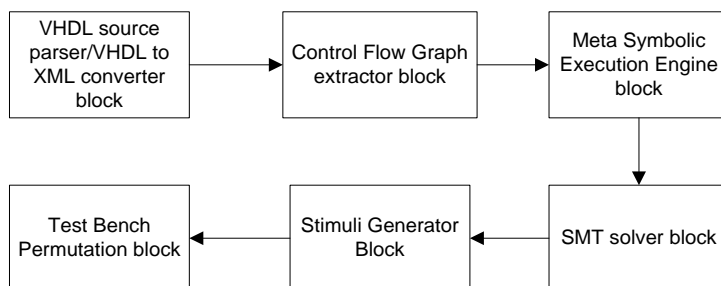 VHDL source
parser/VHDL to
XML converter
block
Control Flow Graph
extractor block
Meta Symbolic
Execution Engine
block
Test Bench
Permutation block
Stimuli Generator
Block
SMT solver block